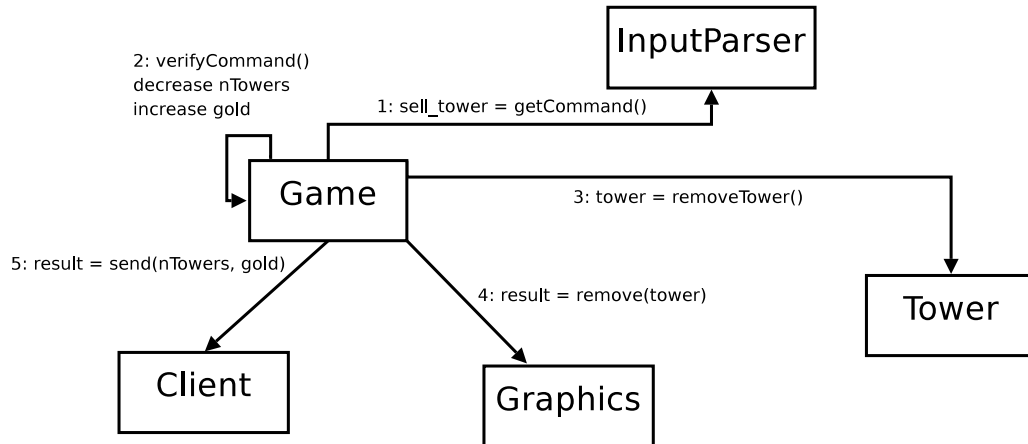 InputParser
2: verifyCommand()
decrease nTowers
increase gold
1: sell_tower = getCommand()
Game
3: tower = removeTower()
5: result = send(nTowers, gold)
4: result = remove(tower)
Tower
Client
Graphics